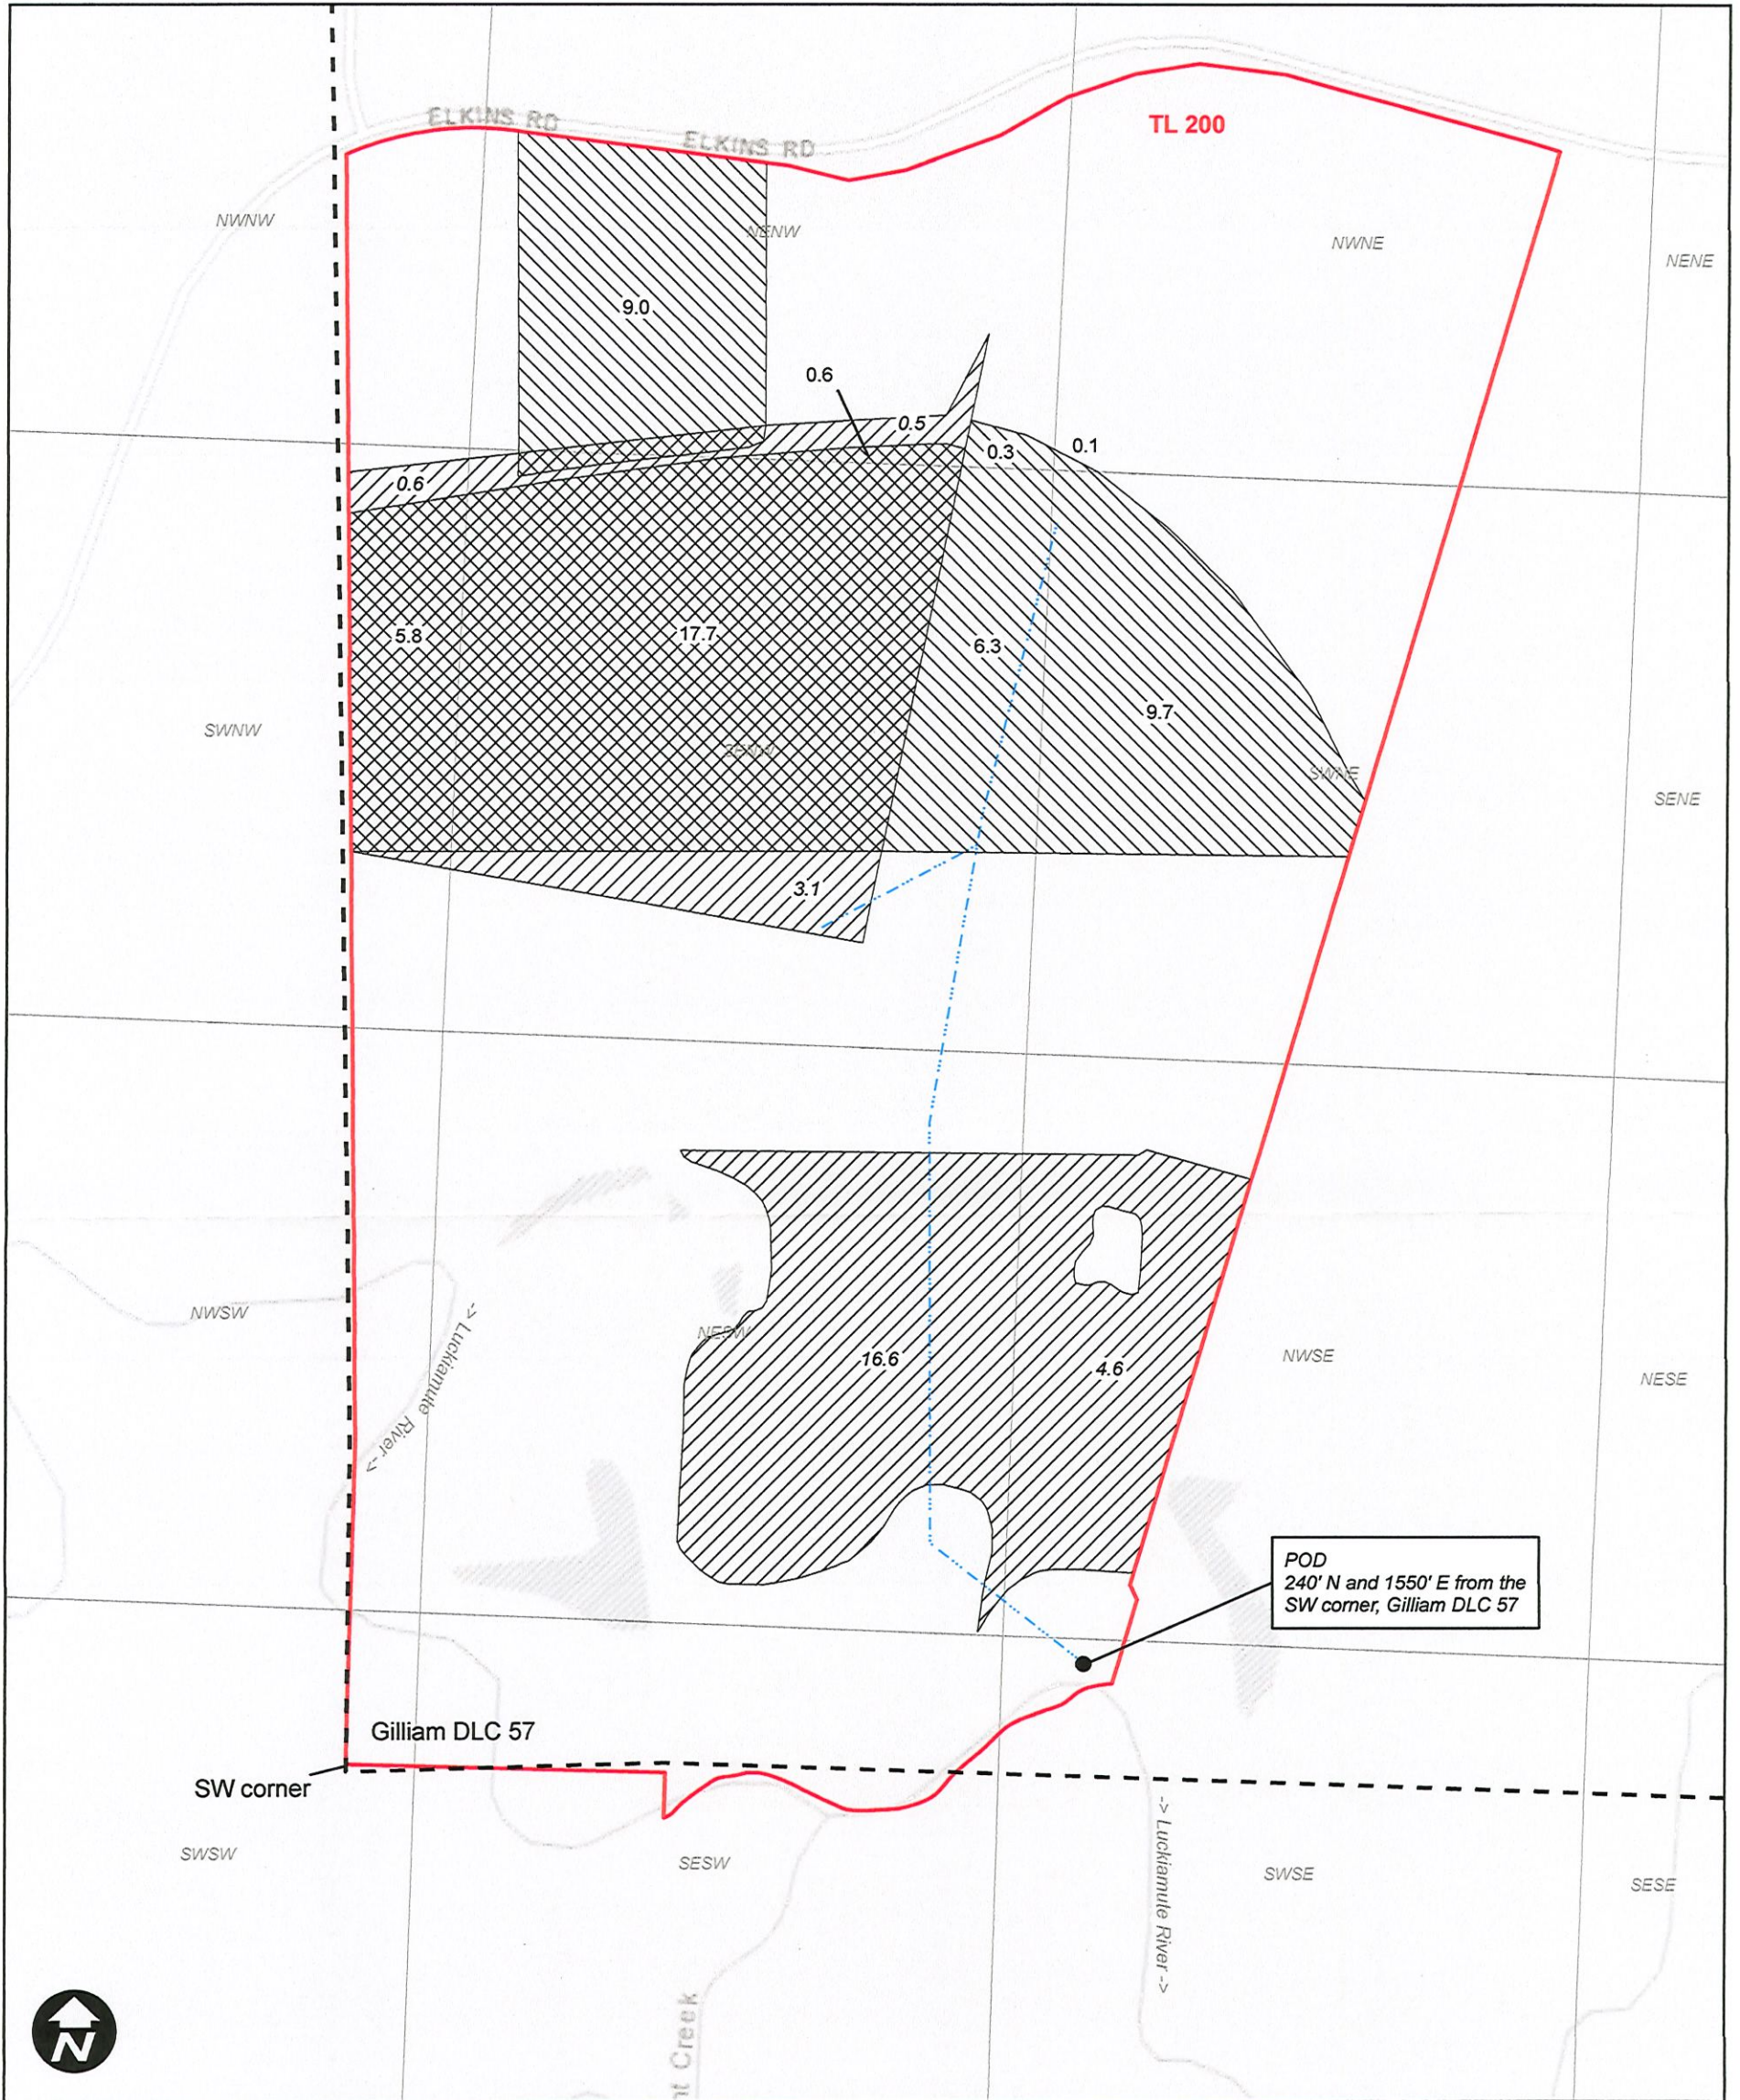 ELKINS RD
ELKINS RD
TL 200
NWNW
NENW
NWNE
NENE
9.0
0.6
0.5
0.3
0.1
0.6
5.8
17.7
6.3
9.7
SWNW
SENW
SWNE
SENE
3.1
NWSW
-> Luckiamute River ->
NESW
16.6
4.6
NWSE
NESE
POD
240' N and 1550' E from the
SW corner, Gilliam DLC 57
Gilliam DLC 57
SW corner
-> Luckiamute River ->
SWSW
SESW
SWSE
SESE
Creek
N